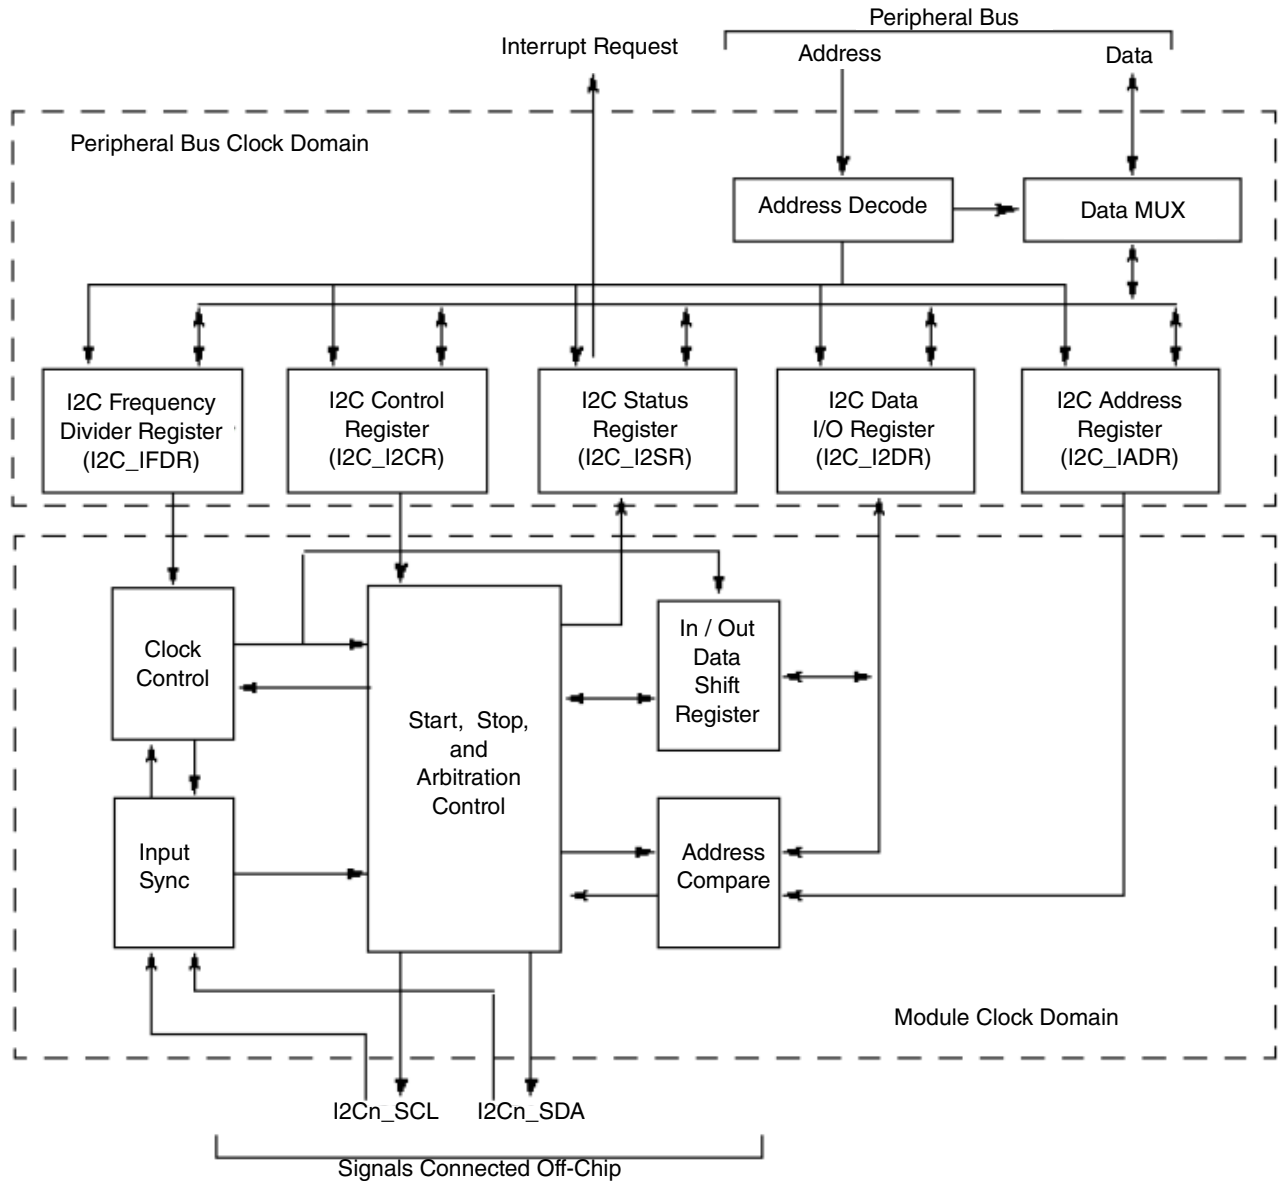 Peripheral Bus
Interrupt Request
Address
Data
Peripheral Bus Clock Domain
Address Decode
Data MUX
I2C Frequency
Divider Register
(I2C_IFDR)
I2C Control
Register
(I2C_I2CR)
I2C Status
Register
(I2C_I2SR)
I2C Data
I/O Register
(I2C_I2DR)
I2C Address
Register
(I2C_IADR)
Clock
Control
Start, Stop,
and
Arbitration
Control
In / Out
Data
Shift
Register
Input
Sync
Address
Compare
Module Clock Domain
I2Cn_SCL
I2Cn_SDA
Signals Connected Off-Chip